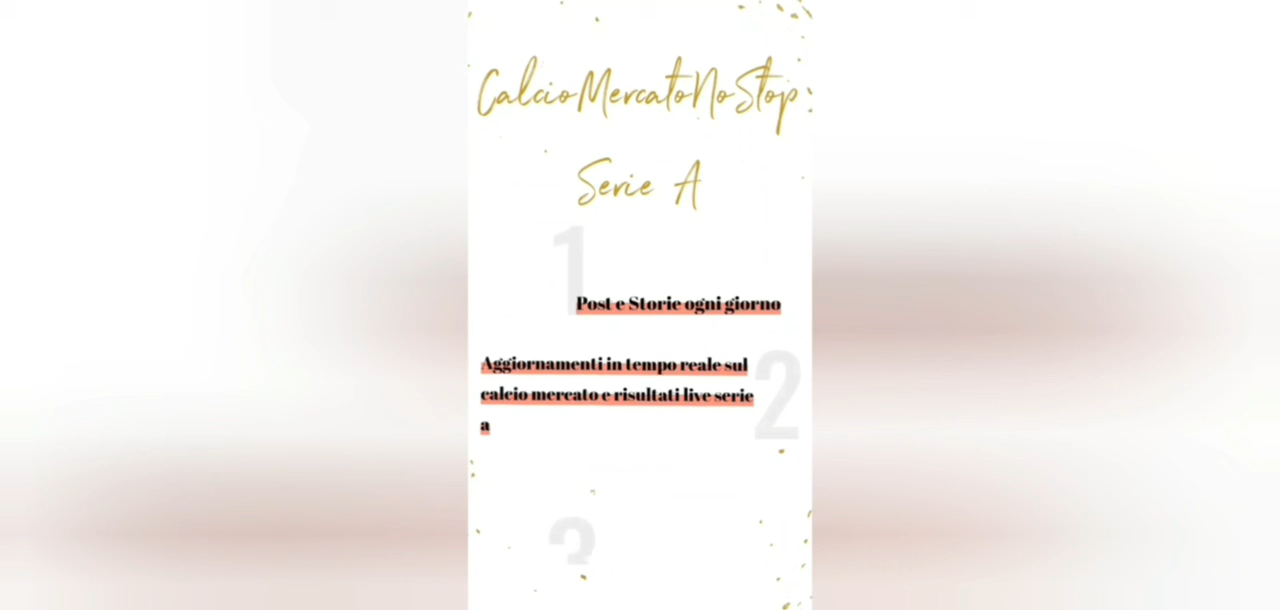 CalcioMercatoNoStop:
Serie A
1
Post e Storie ogni giorno
Aggiornamenti in tempo reale sul
calcio mercato e risultati live serie
a
2
3